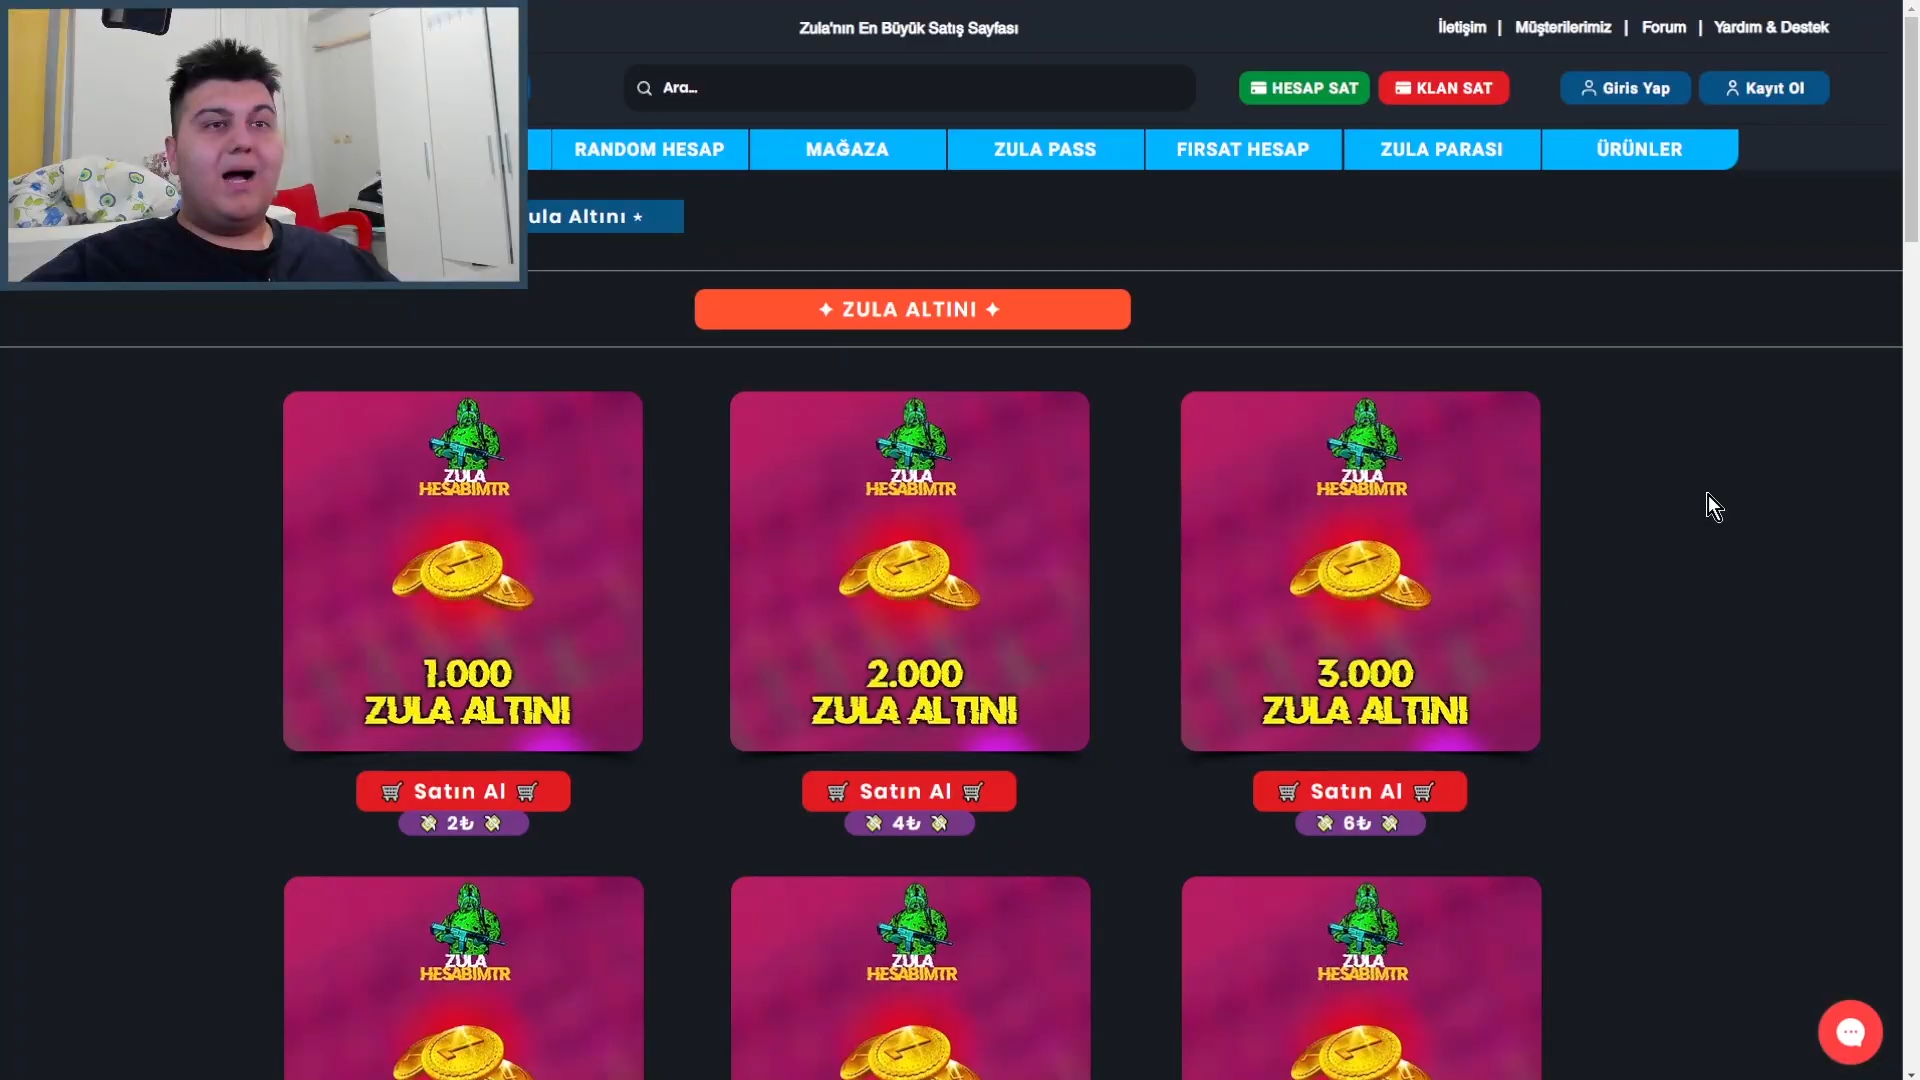 Zula'nın En Büyük Satış Sayfası
İletişim | Müşterilerimiz | Forum | Yardım & Destek
Ara...
HESAP SAT
KLAN SAT
Giris Yap
Kayıt Ol
RANDOM HESAP
MAĞAZA
ZULA PASS
FIRSAT HESAP
ZULA PARASI
ÜRÜNLER
ula Altını ⋆
✦ ZULA ALTINI ✦
ZULA
HESABIMTR
1.000
ZULA ALTINI
Satın Al
2₺
ZULA
HESABIMTR
2.000
ZULA ALTINI
Satın Al
4₺
ZULA
HESABIMTR
3.000
ZULA ALTINI
Satın Al
6₺
ZULA
HESABIMTR
ZULA
HESABIMTR
ZULA
HESABIMTR